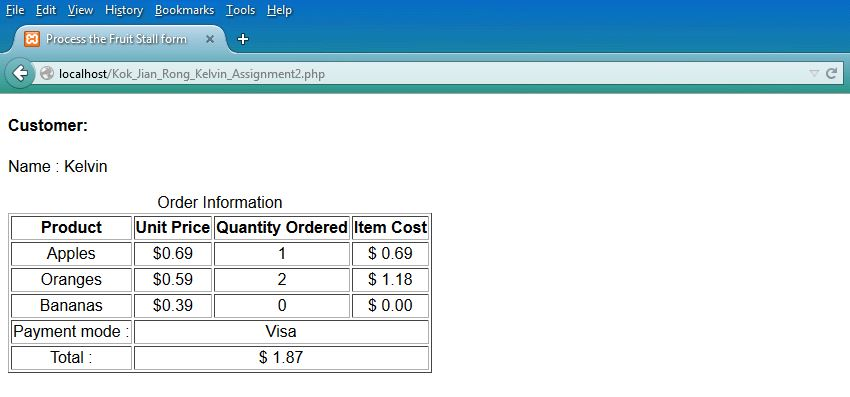 File Edit View History Bookmarks Tools Help
Process the Fruit Stall form × +
localhost/Kok_Jian_Rong_Kelvin_Assignment2.php
Customer:
Name : Kelvin
Order Information
Product Unit Price Quantity Ordered Item Cost
Apples $0.69 1 $ 0.69
Oranges $0.59 2 $ 1.18
Bananas $0.39 0 $ 0.00
Payment mode : Visa
Total : $ 1.87